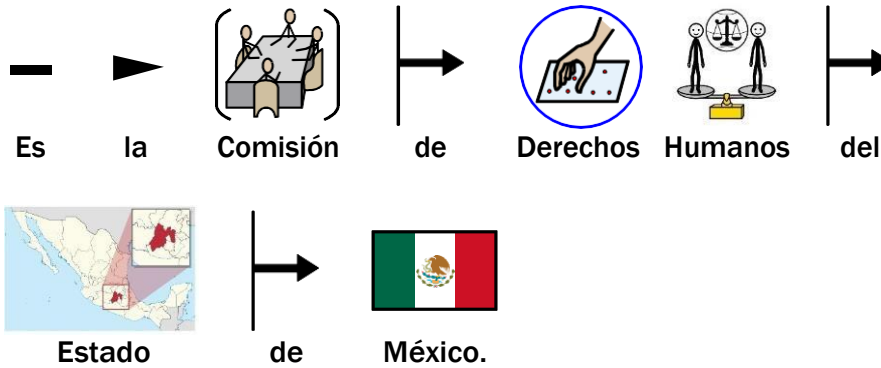 Es la Comisión de Derechos Humanos del
Estado de México.